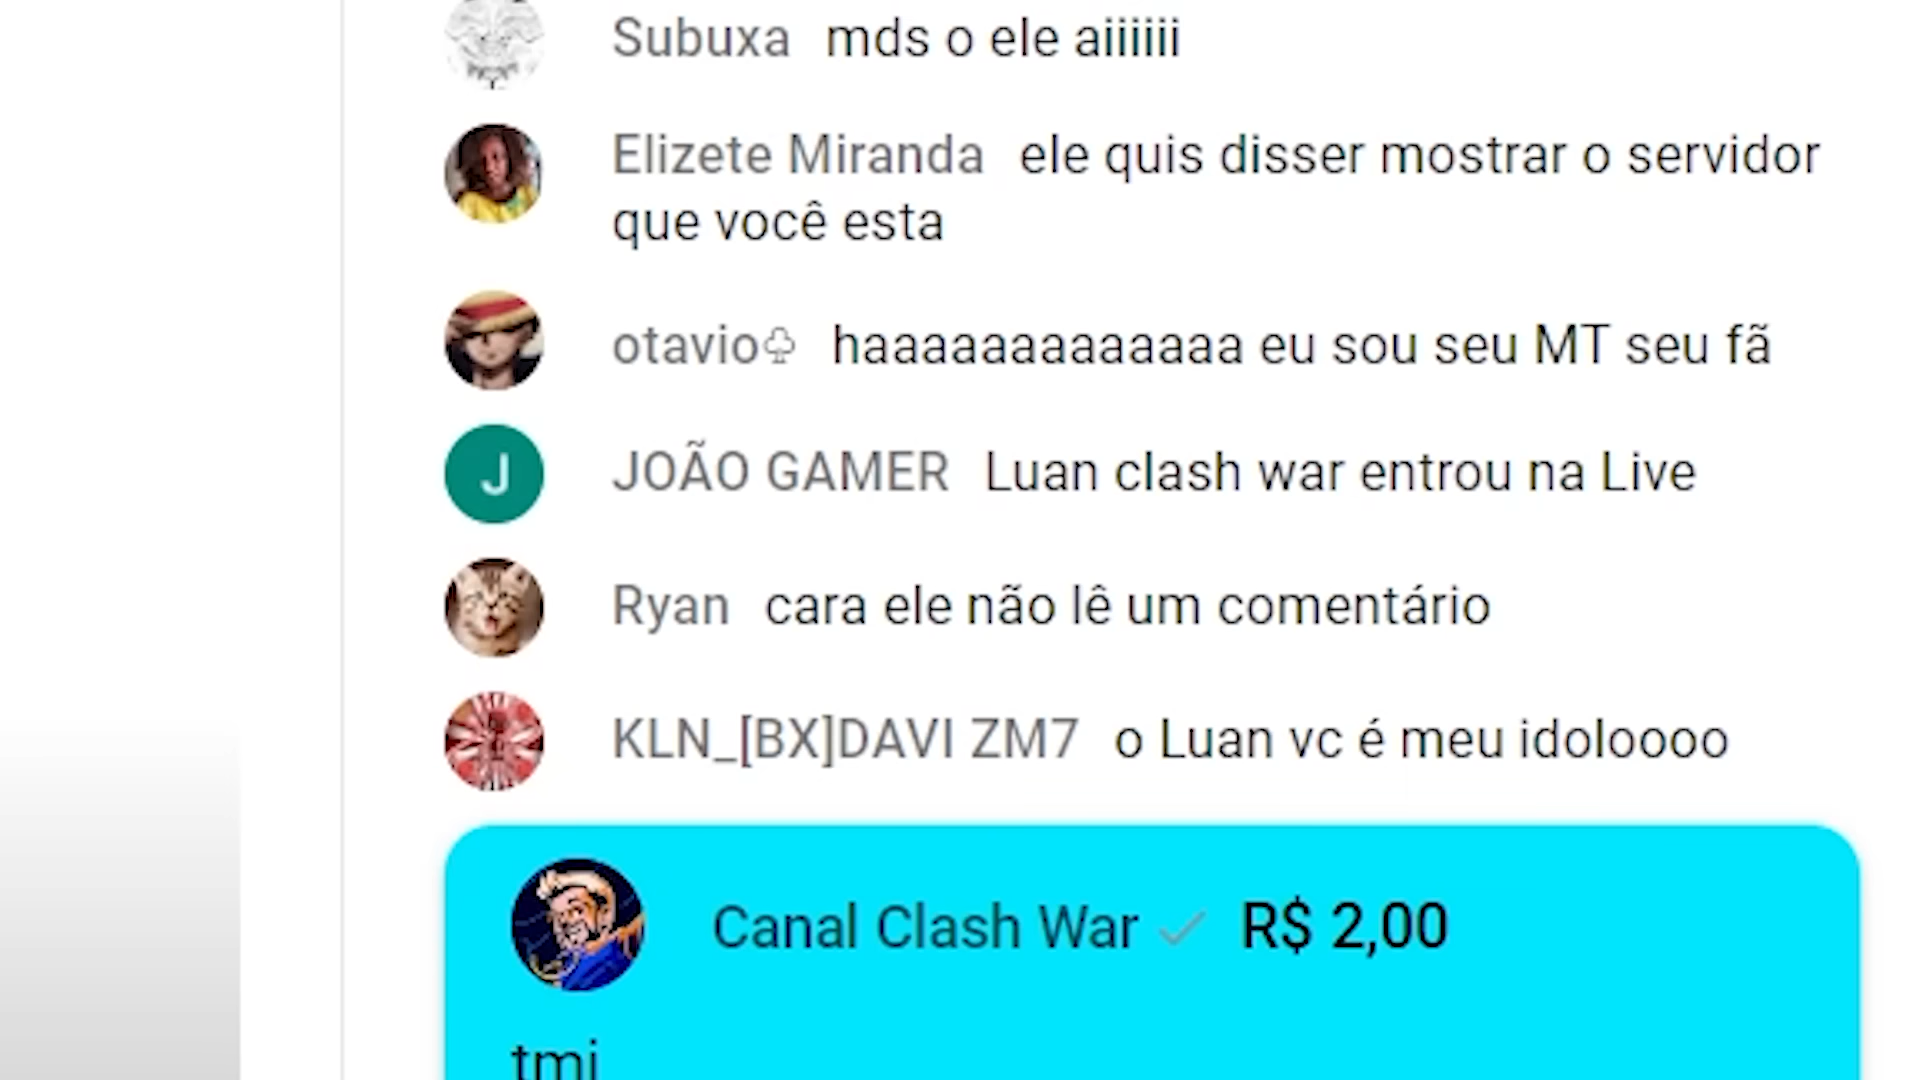 Subuxa mds o ele aiiiiii
Elizete Miranda ele quis disser mostrar o servidor
que você esta
otavio♧ haaaaaaaaaaaaa eu sou seu MT seu fã
J JOÃO GAMER Luan clash war entrou na Live
Ryan cara ele não lê um comentário
KLN_[BX]DAVI ZM7 o Luan vc é meu idoloooo
Canal Clash War ✓ R$ 2,00
tmj